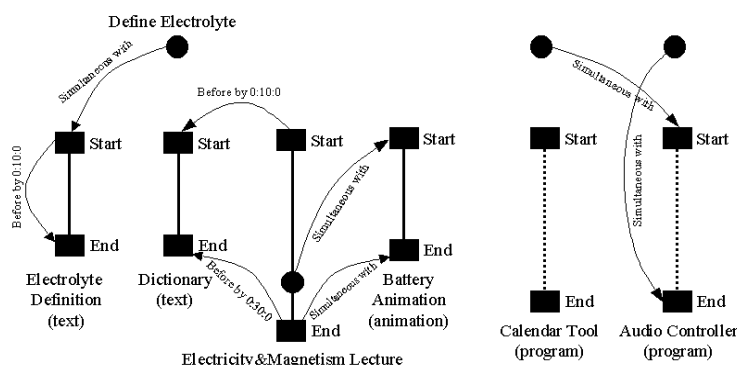 Define Electrolyte
Simultaneous with
Before by 0:10:0
Start
End
Electrolyte
Definition
(text)
Before by 0:10:0
Start
End
Dictionary
(text)
Before by 0:30:0
Start
End
Electricity&Magnetism Lecture
Simultaneous with
Simultaneous with
Start
End
Battery
Animation
(animation)
Simultaneous with
Start
End
Calendar Tool
(program)
Simultaneous with
Start
End
Audio Controller
(program)